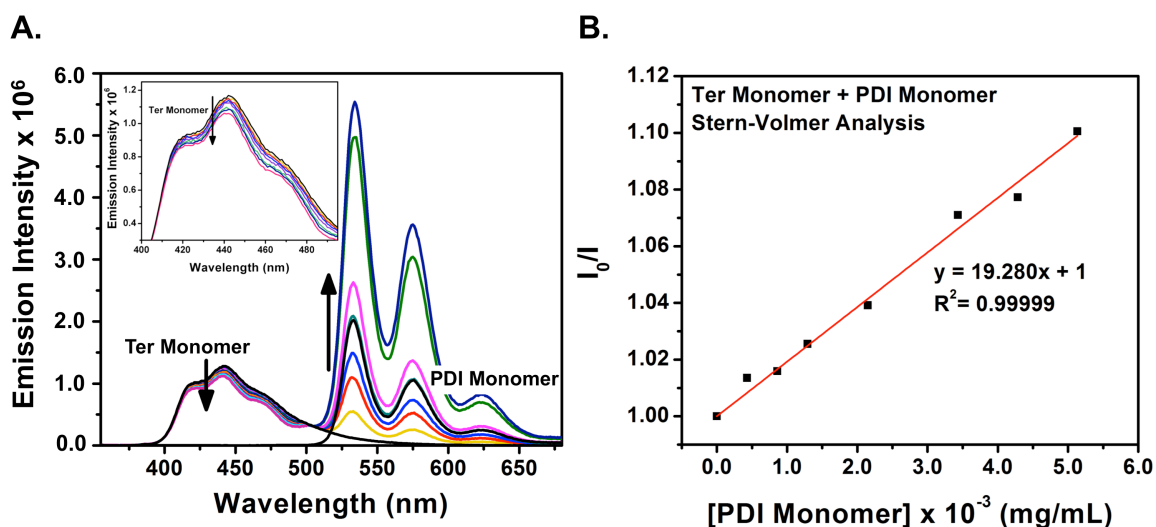 A.
Emission Intensity x 10⁶
6.0
5.0
4.0
3.0
2.0
1.0
0.0
350
400
450
500
550
600
650
Wavelength (nm)
Ter Monomer
PDI Monomer
Emission Intensity x 10⁶
1.2
1.0
0.8
0.6
0.4
400
420
440
460
480
Wavelength (nm)
Ter Monomer
B.
I₀/I
1.12
1.10
1.08
1.06
1.04
1.02
1.00
Ter Monomer + PDI Monomer
Stern-Volmer Analysis
y = 19.280x + 1
R²= 0.99999
0.0
1.0
2.0
3.0
4.0
5.0
6.0
[PDI Monomer] x 10⁻³ (mg/mL)